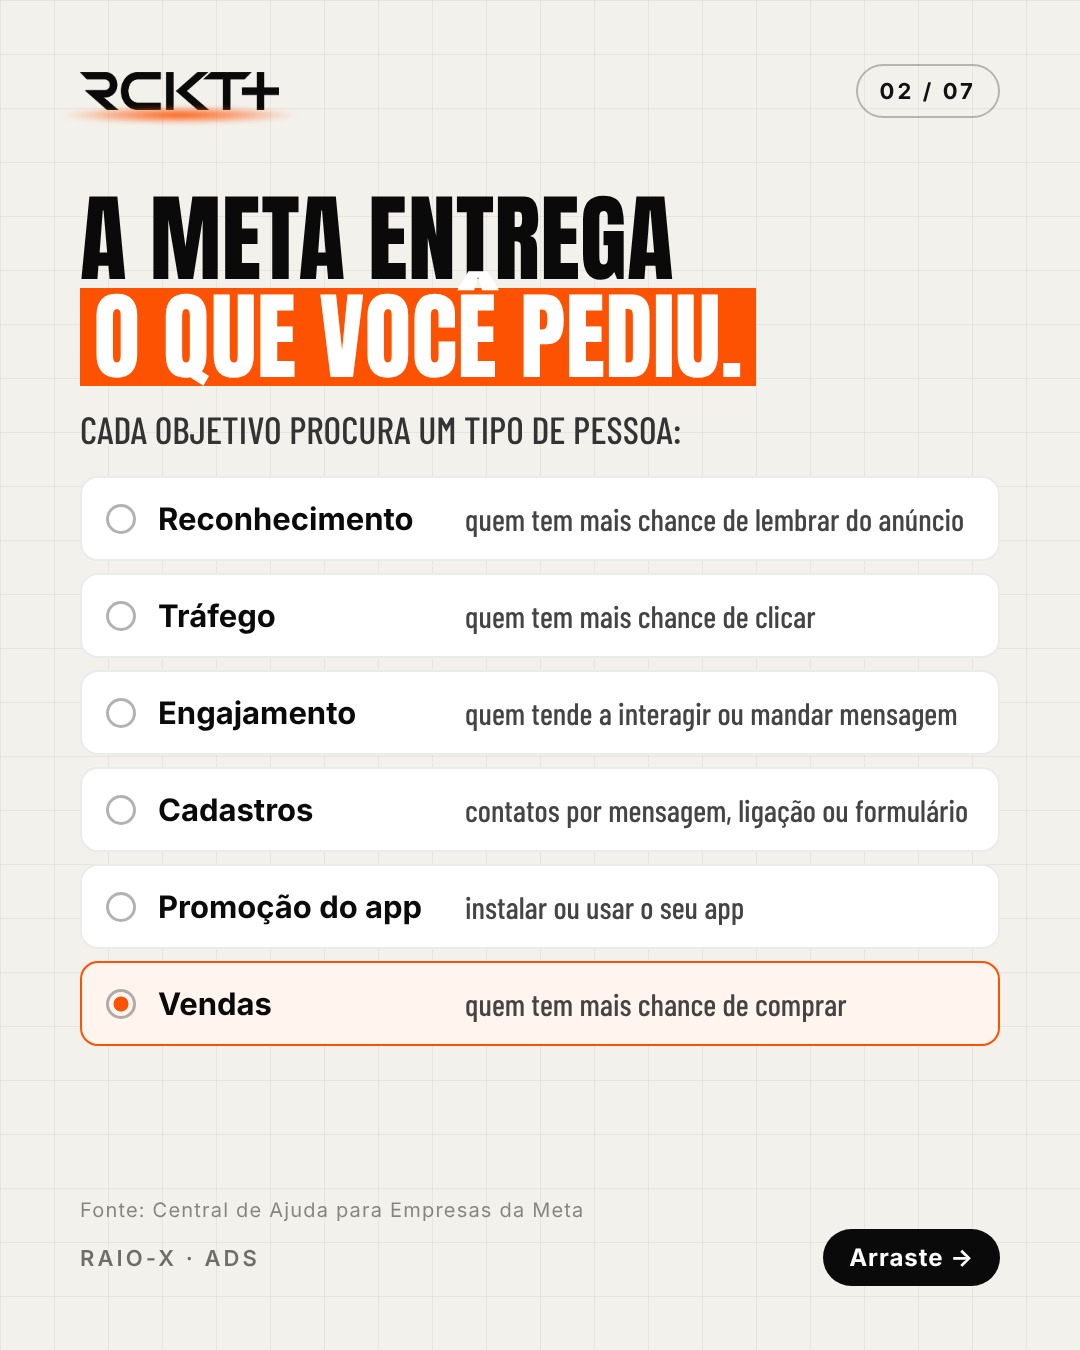 RCKT+
02 / 07
A META ENTREGA
O QUE VOCÊ PEDIU.
CADA OBJETIVO PROCURA UM TIPO DE PESSOA:
Reconhecimento quem tem mais chance de lembrar do anúncio
Tráfego quem tem mais chance de clicar
Engajamento quem tende a interagir ou mandar mensagem
Cadastros contatos por mensagem, ligação ou formulário
Promoção do app instalar ou usar o seu app
Vendas quem tem mais chance de comprar
Fonte: Central de Ajuda para Empresas da Meta
RAIO-X · ADS
Arraste →